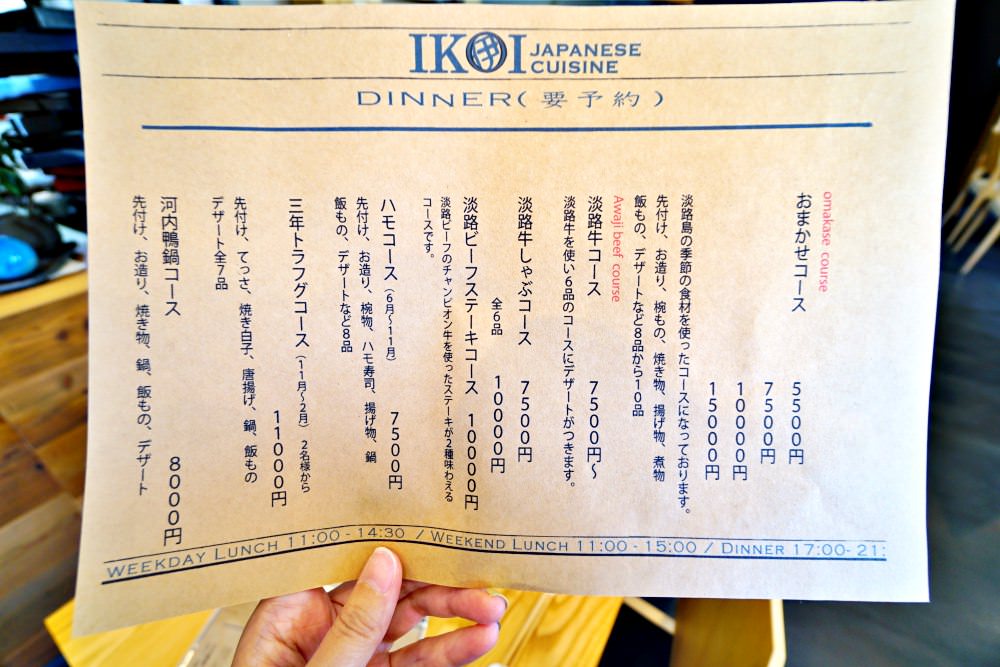 IKOI JAPANESE CUISINE
DINNER(要予約)
omakase course
おまかせコース 5500円
7500円
10000円
15000円
淡路島の季節の食材を使ったコースになっております。
先付け、お造り、椀もの、焼き物、揚げ物、煮物
飯もの、デザートなど8品から10品
Awaji beef course
淡路牛コース 7500円～
淡路牛を使い6品のコースにデザートがつきます。
淡路牛しゃぶコース 7500円
全6品 10000円
淡路ビーフステーキコース 10000円
淡路ビーフのチャンピオン牛を使ったステーキが2種味わえる
コースです。
ハモコース（6月～11月） 7500円
先付け、お造り、椀物、ハモ寿司、揚げ物、鍋
飯もの、デザートなど8品
三年トラフグコース（11月～2月）2名様から
11000円
先付け、てっさ、焼き白子、唐揚げ、鍋、飯もの
デザート全7品
河内鴨鍋コース 8000円
先付け、お造り、焼き物、鍋、飯もの、デザート
WEEKDAY LUNCH 11:00 - 14:30 / WEEKEND LUNCH 11:00 - 15:00 / DINNER 17:00- 21: